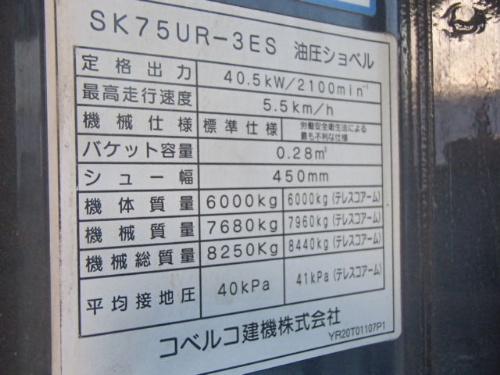 SK75UR-3ES 油圧ショベル
定格出力 40.5kW/2100min⁻¹
最高走行速度 5.5km/h
機械仕様 標準仕様 労働安全衛生法による最も不利な仕様
バケット容量 0.28m³
シュー幅 450mm
機体質量 6000kg 6000kg(テレスコアーム)
機械質量 7680kg 7960kg(テレスコアーム)
機械総質量 8250kg 8440kg(テレスコアーム)
平均接地圧 40kPa 41kPa(テレスコアーム)
コベルコ建機株式会社
YR20T01107P1